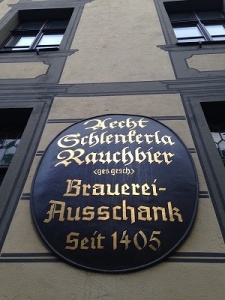 Aecht
Schlenkerla
Rauchbier
<ges.gesch>
Brauerei-
Ausschank
Seit 1405